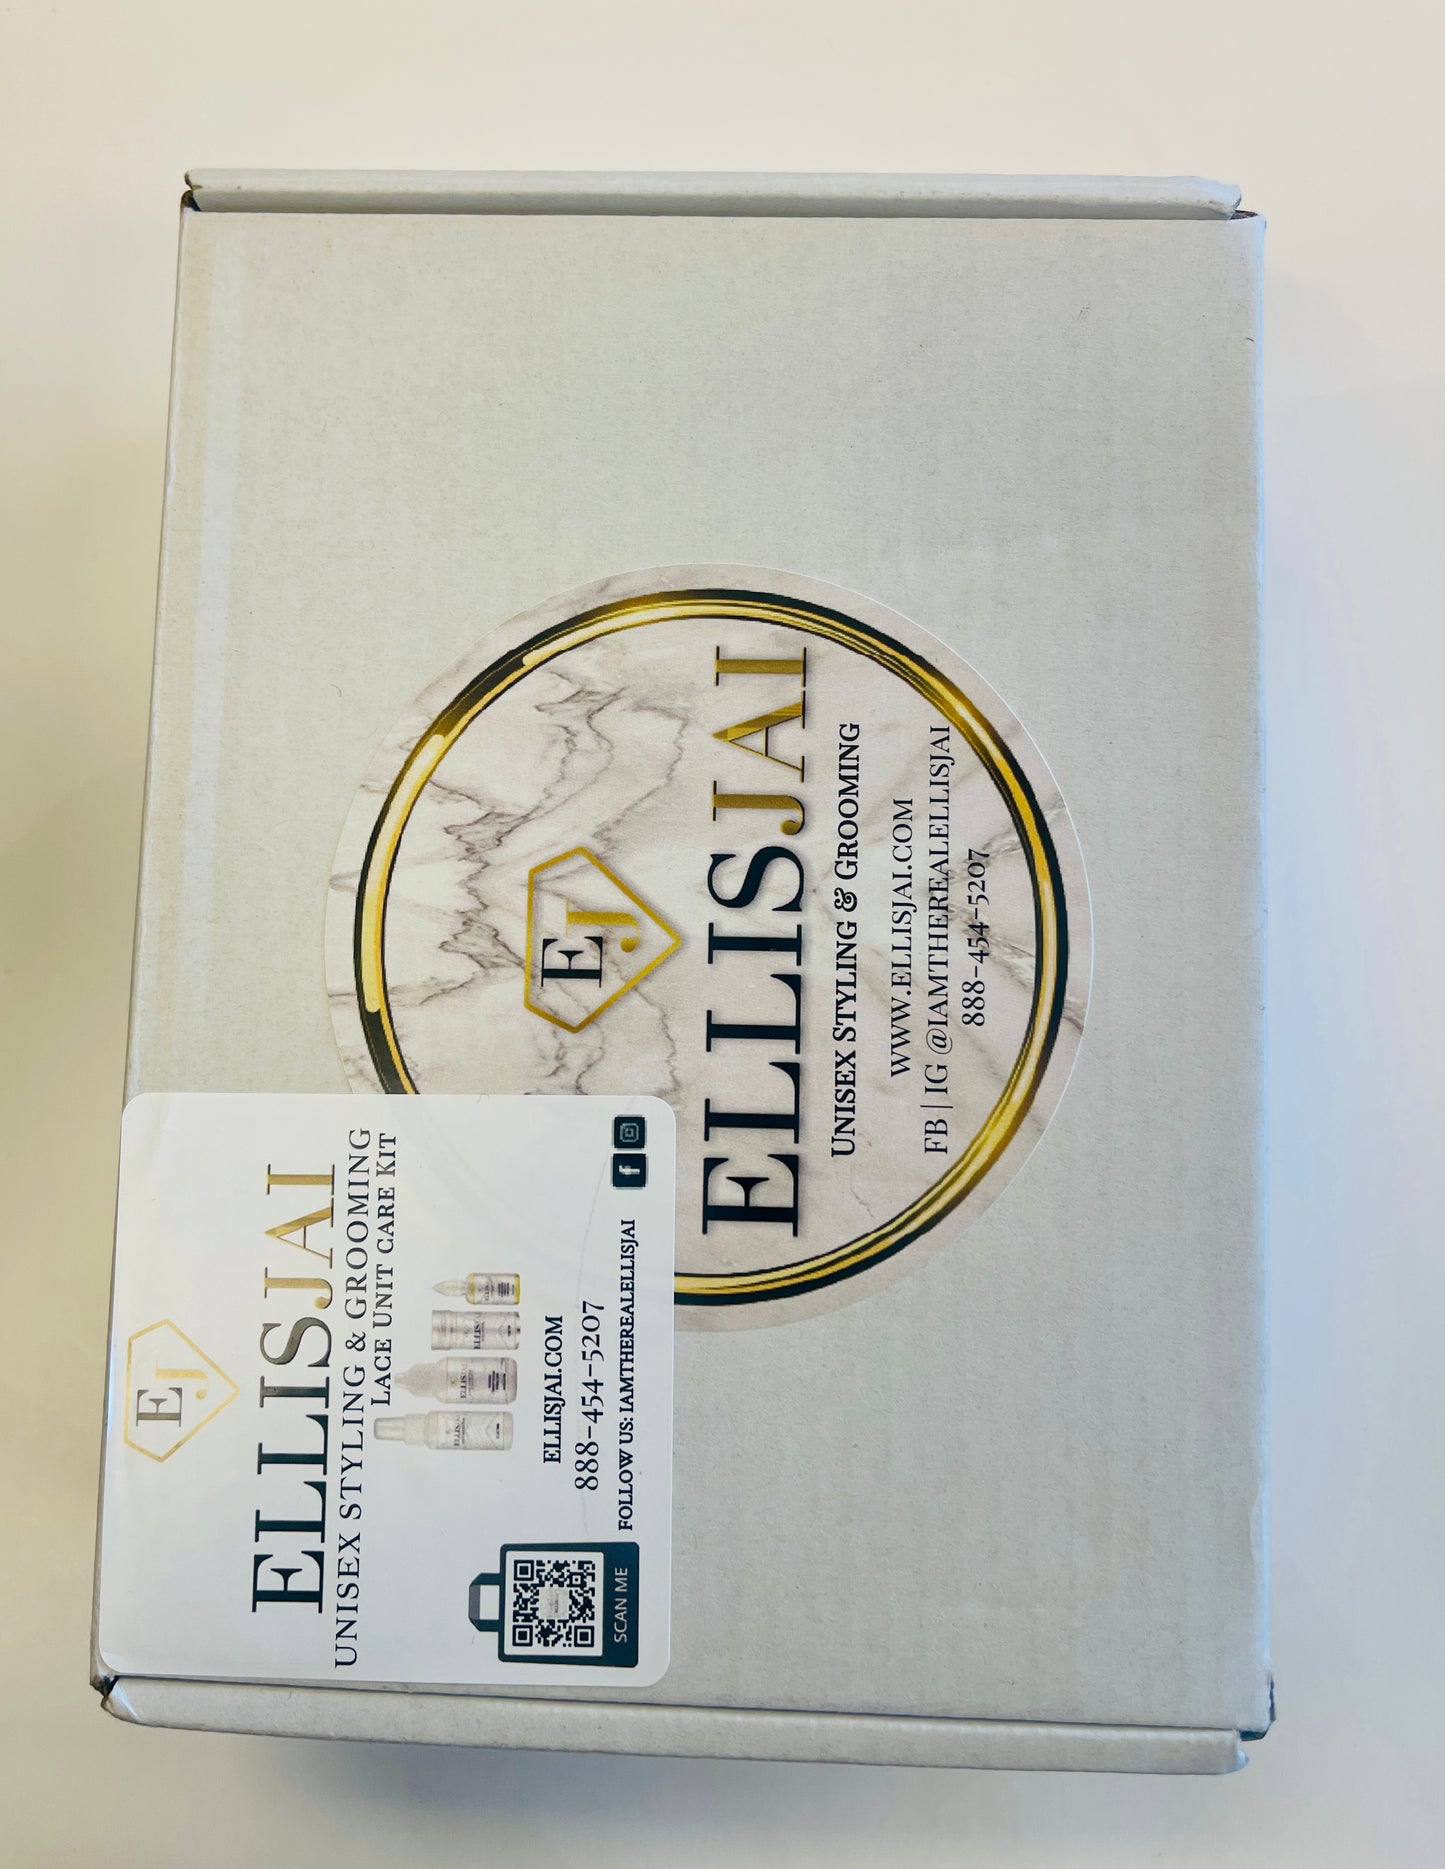 EJ
ELLISJAI
UNISEX STYLING & GROOMING
WWW.ELLISJAI.COM
FB | IG @IAMTHEREALELLISJAI
888-454-5207
EJ
ELLISJAI
UNISEX STYLING & GROOMING
LACE UNIT CARE KIT
ELLISJAI.COM
888-454-5207
FOLLOW US: IAMTHEREALELLISJAI
SCAN ME